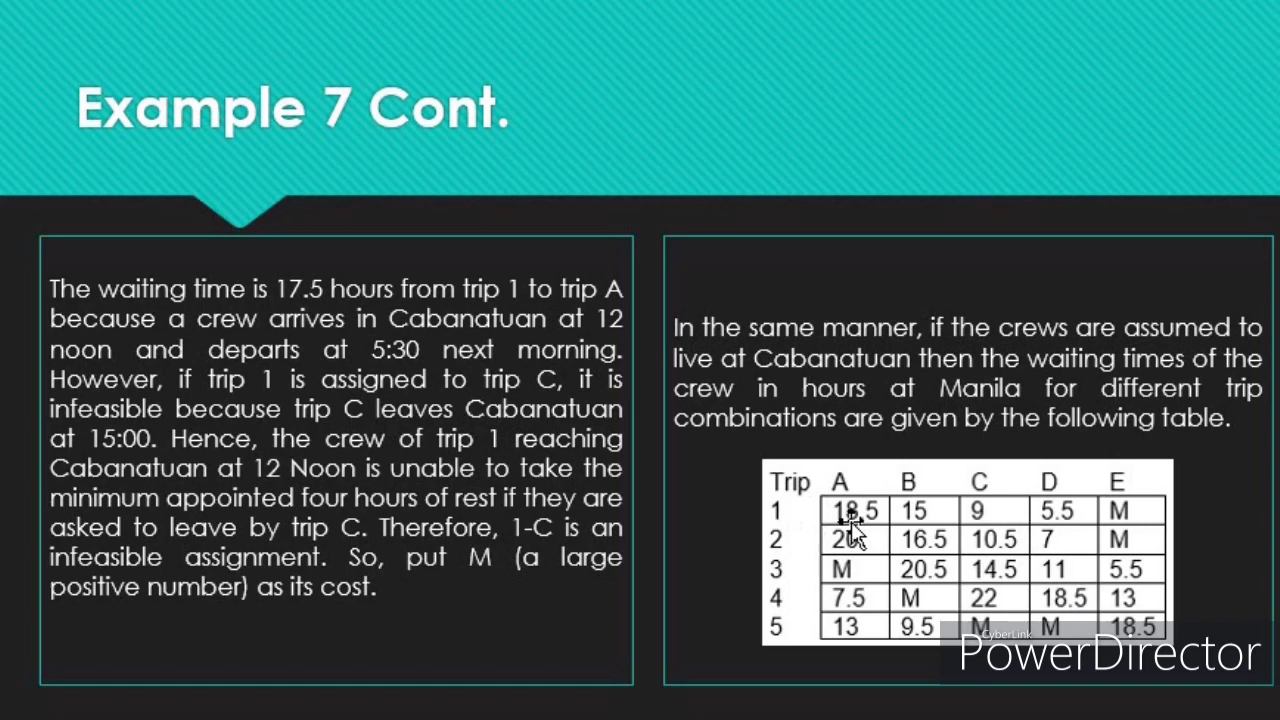 Example 7 Cont.
The waiting time is 17.5 hours from trip 1 to trip A
because a crew arrives in Cabanatuan at 12
noon and departs at 5:30 next morning.
However, if trip 1 is assigned to trip C, it is
infeasible because trip C leaves Cabanatuan
at 15:00. Hence, the crew of trip 1 reaching
Cabanatuan at 12 Noon is unable to take the
minimum appointed four hours of rest if they are
asked to leave by trip C. Therefore, 1-C is an
infeasible assignment. So, put M (a large
positive number) as its cost.
In the same manner, if the crews are assumed to
live at Cabanatuan then the waiting times of the
crew in hours at Manila for different trip
combinations are given by the following table.
Trip A B C D E
1 18.5 15 9 5.5 M
2 16.5 10.5 7 M
3 M 20.5 14.5 11 5.5
4 7.5 M 22 18.5 13
5 13 9.5 M M 18.5
CyberLink
PowerDirector